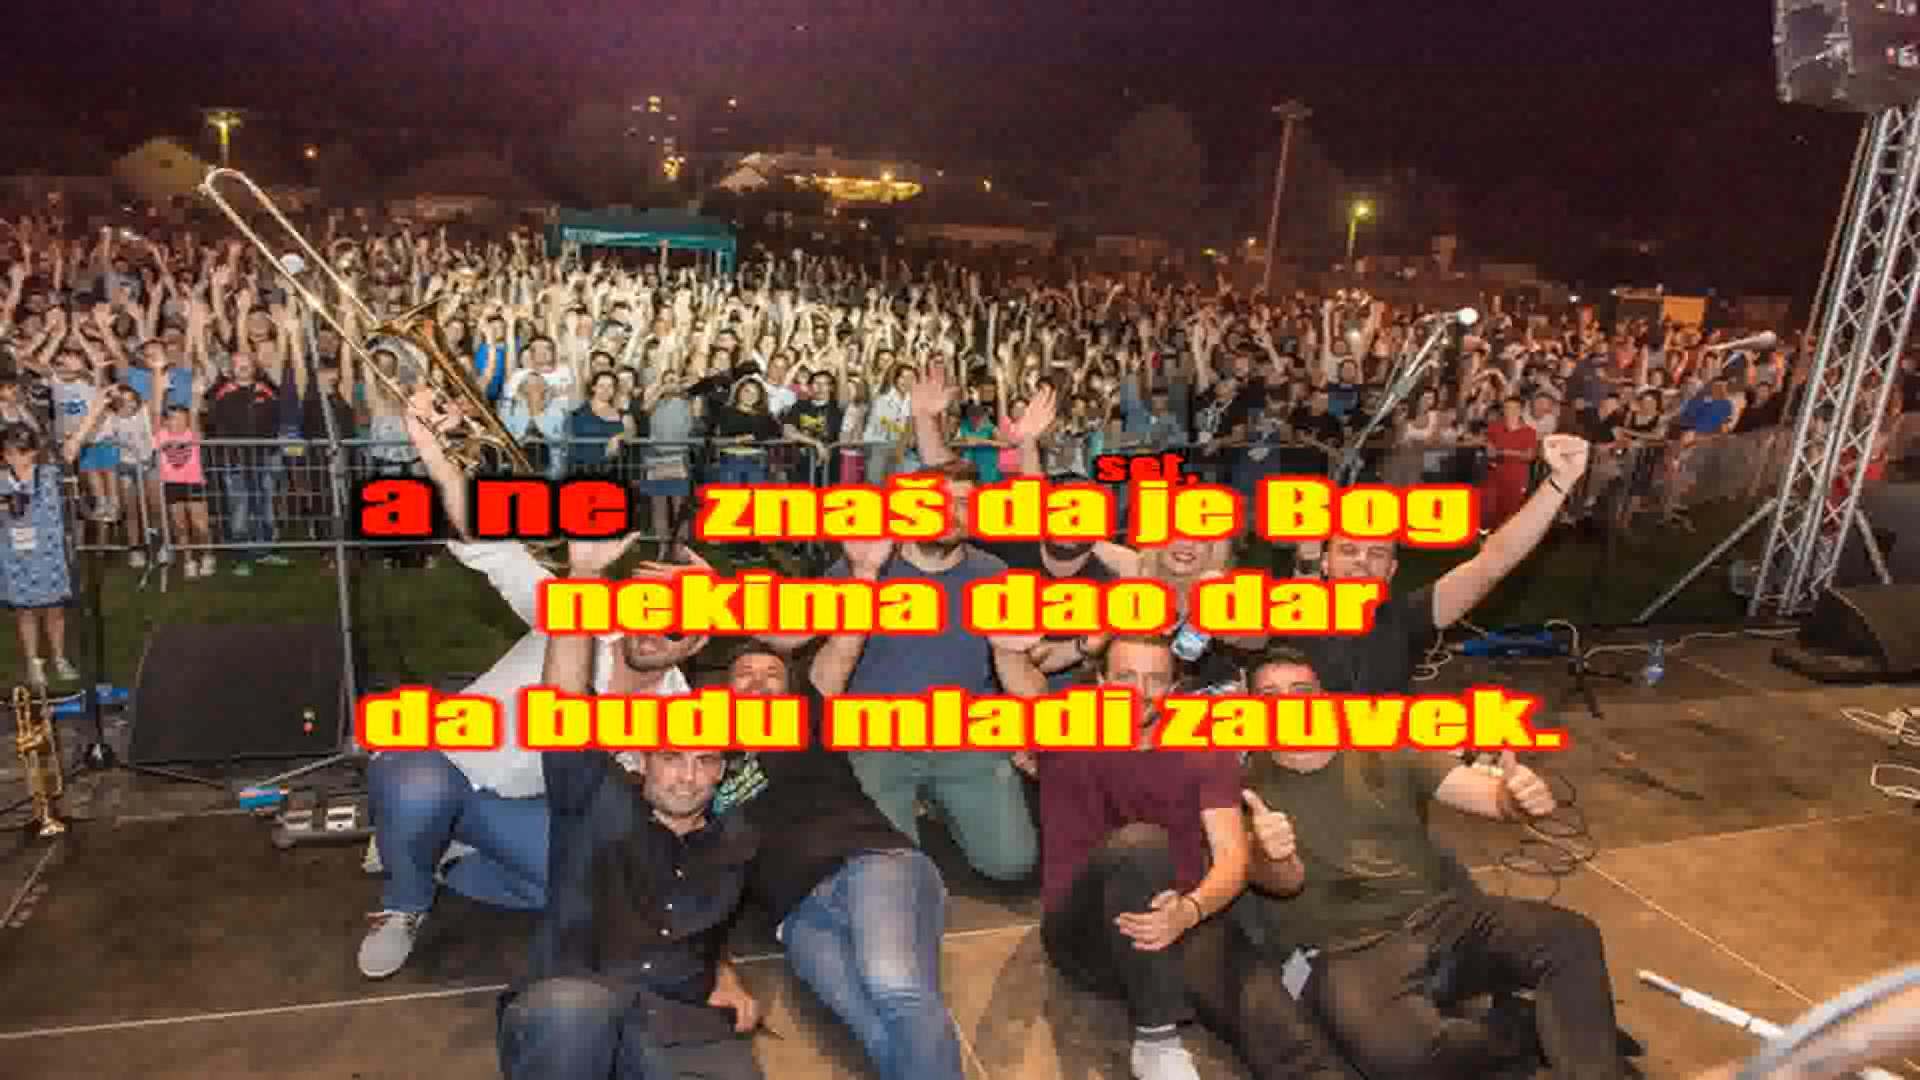 a ne znaš da je Bog
nekima dao dar
da budu mladi zauvek.